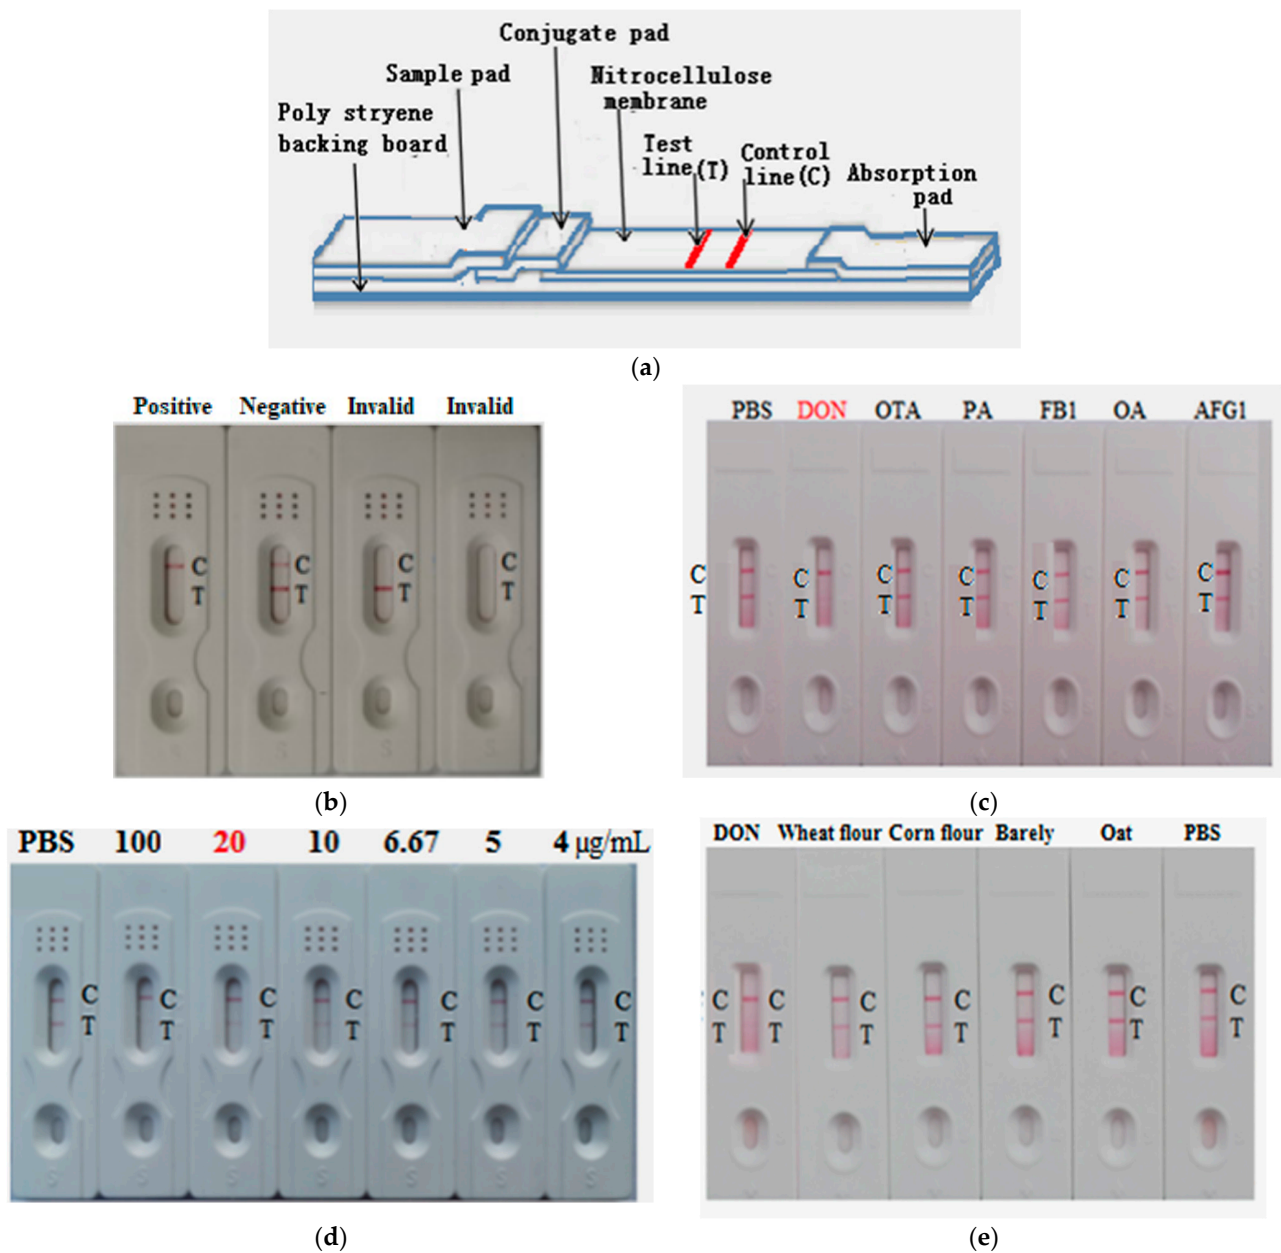 Conjugate pad
Sample pad
Nitrocellulose
membrane
Poly stryene
backing board
Test
line(T)
Control
line(C)
Absorption
pad
(a)
Positive Negative Invalid Invalid
C C C C
T T T T
(b)
PBS DON OTA PA FB1 OA AFG1
C C C C C C C
T T T T T T T
(c)
PBS 100 20 10 6.67 5 4 μg/mL
C C C C C C C
T T T T T T T
S S S S S S S
(d)
DON Wheat flour Corn flour Barely Oat PBS
C C C C C C C
T T T T T T T
(e)